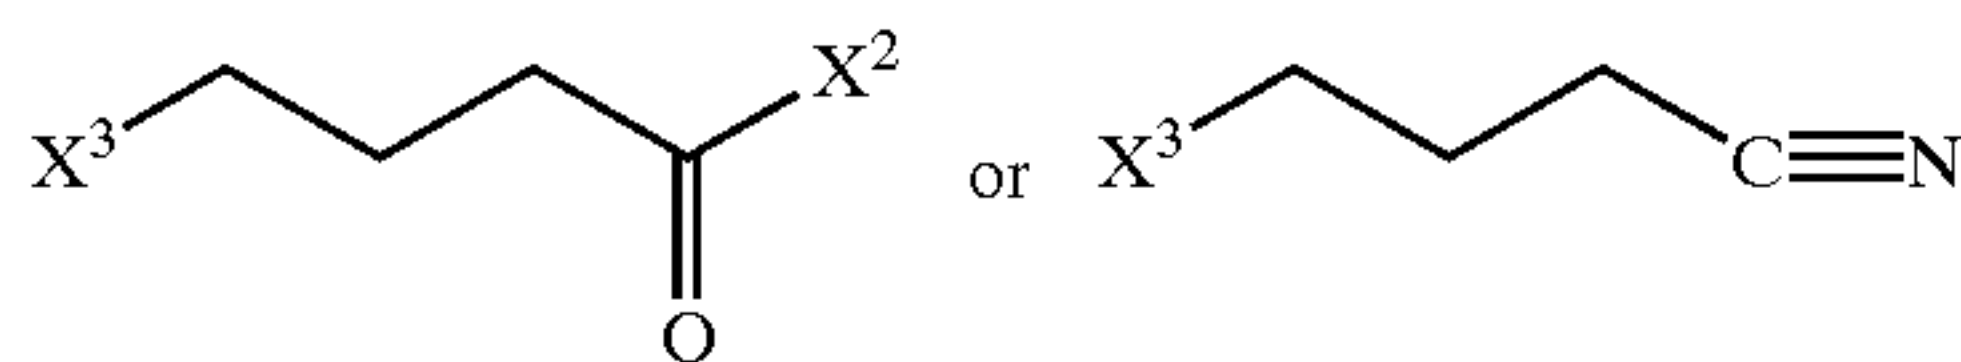 X³ X² O or X³ C N